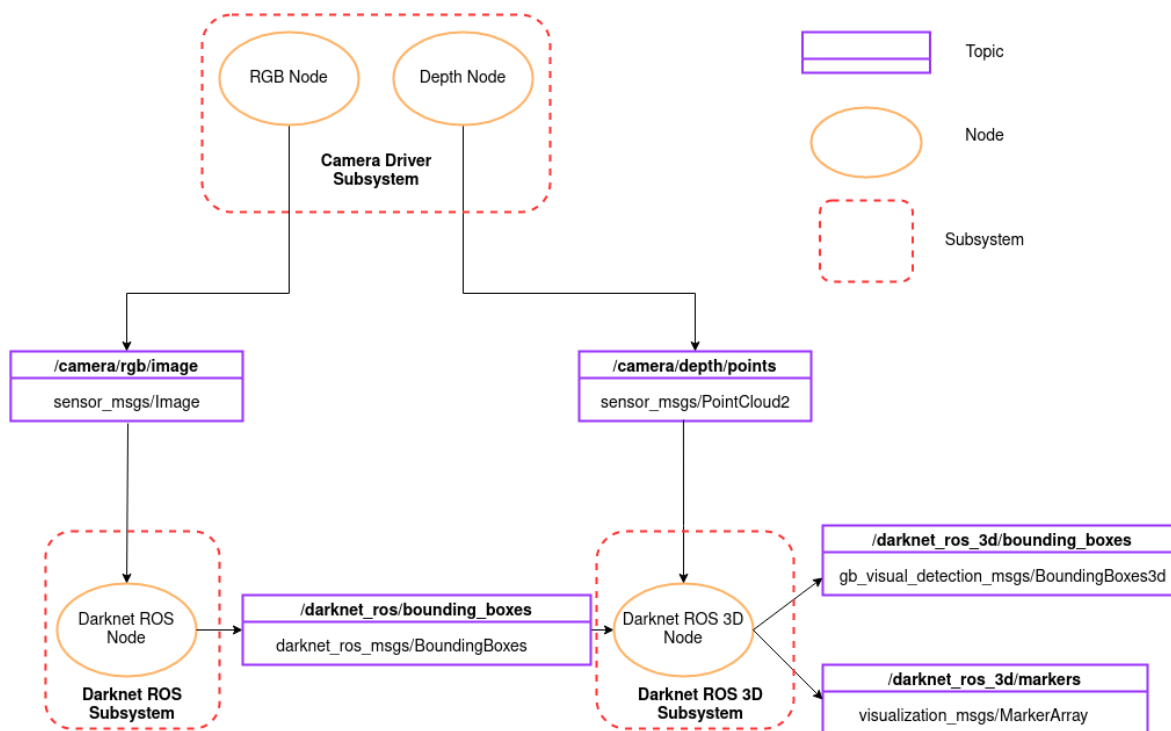 RGB Node
Depth Node
Camera Driver
Subsystem
Topic
Node
Subsystem
/camera/rgb/image
sensor_msgs/Image
/camera/depth/points
sensor_msgs/PointCloud2
Darknet ROS
Node
Darknet ROS
Subsystem
/darknet_ros/bounding_boxes
darknet_ros_msgs/BoundingBoxes
Darknet ROS 3D
Node
Darknet ROS 3D
Subsystem
/darknet_ros_3d/bounding_boxes
gb_visual_detection_msgs/BoundingBoxes3d
/darknet_ros_3d/markers
visualization_msgs/MarkerArray